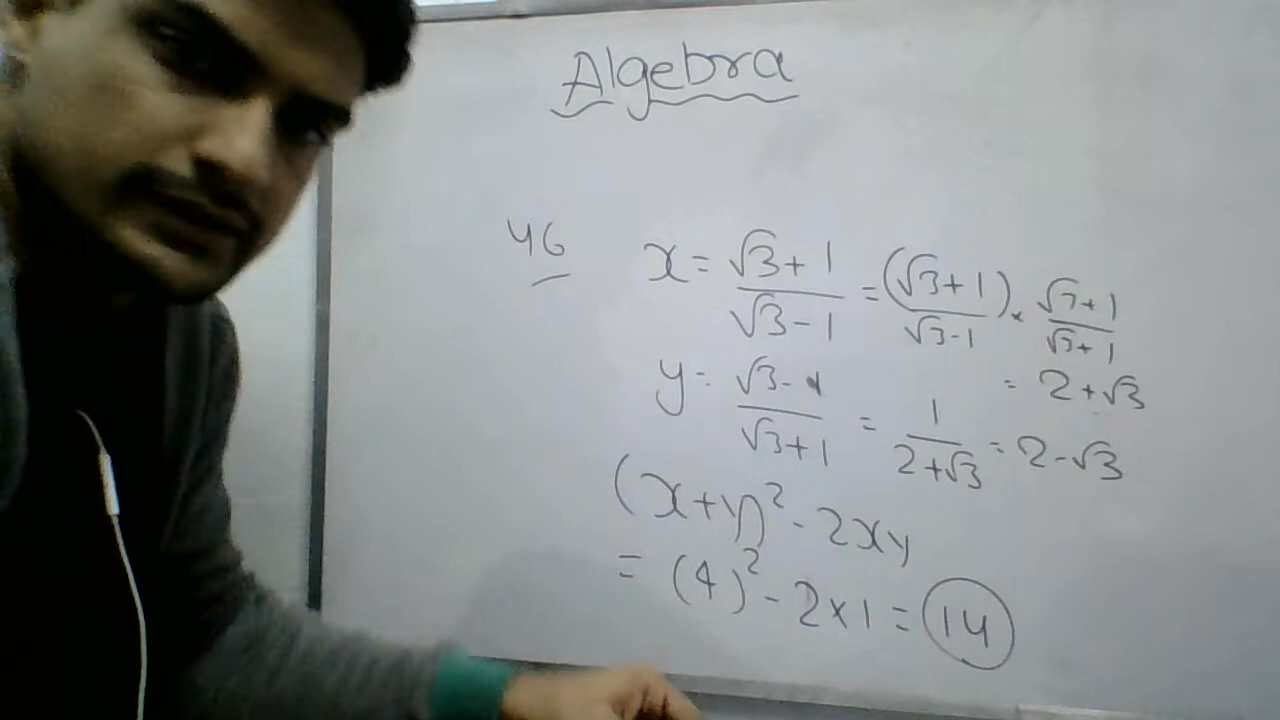 Algebra
46 x = √3+1/√3-1 = (√3+1)/√3-1 × √3+1/√3+1
= 2+√3
y = √3-1/√3+1 = 1/2+√3 = 2-√3
(x+y)² - 2xy
= (4)² - 2×1 = 14